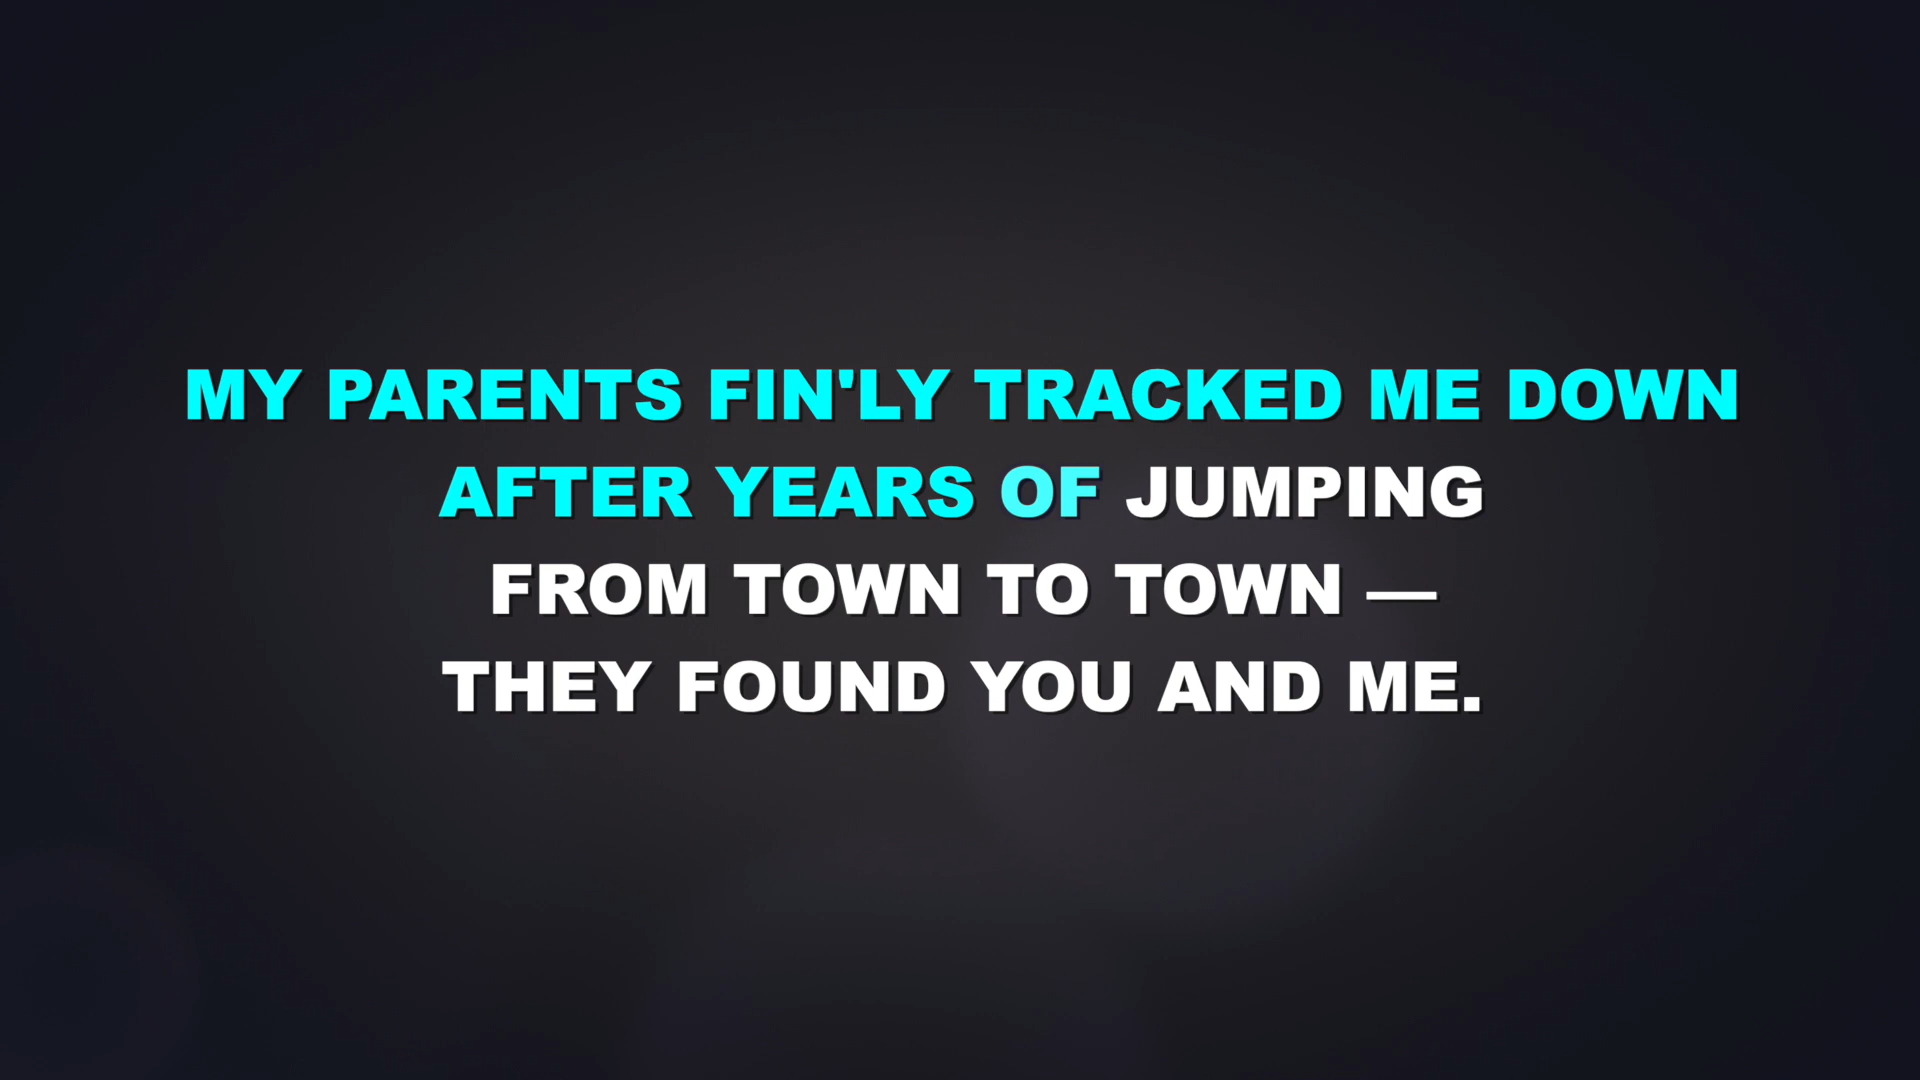 MY PARENTS FIN'LY TRACKED ME DOWN
AFTER YEARS OF JUMPING
FROM TOWN TO TOWN —
THEY FOUND YOU AND ME.